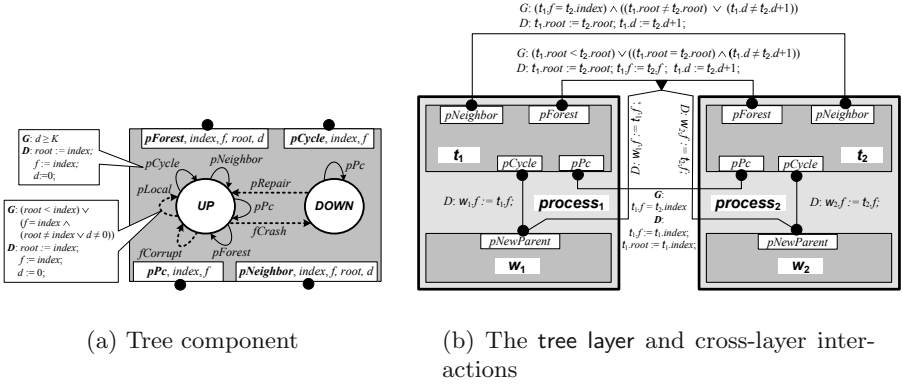 G: (t₁.f = t₂.index) ∧ ((t₁.root ≠ t₂.root) ∨ (t₁.d ≠ t₂.d+1))
D: t₁.root := t₂.root; t₁.d := t₂.d+1;
G: (t₁.root < t₂.root) ∨ ((t₁.root = t₂.root) ∧ (t₁.d ≠ t₂.d+1))
D: t₁.root := t₂.root; t₁.f := t₂.f ; t₁.d := t₂.d+1;
G: d ≥ K
D: root := index;
f := index;
d:=0;
pForest, index, f, root, d
pCycle, index, f
pCycle
pNeighbor
pPc
pLocal
pRepair
UP
DOWN
pPc
fCrash
fCorrupt
pForest
G: (root < index) ∨
(f = index ∧
(root ≠ index ∨ d ≠ 0))
D: root := index;
f := index;
d := 0;
pPc, index, f
pNeighbor, index, f, root, d
pNeighbor
pForest
t₁
pCycle
pPc
D: w₁.f := t₁.f ;
D: w₂.f := t₂.f;
pForest
pNeighbor
t₂
pPc
pCycle
D: w₁.f := t₁.f;
process₁
G:
t₁.f = t₂.index
D:
t₁.f := t₁.index;
t₁.root := t₁.index;
process₂
D: w₂.f := t₂.f;
pNewParent
w₁
pNewParent
w₂
(a) Tree component
(b) The tree layer and cross-layer inter-
actions